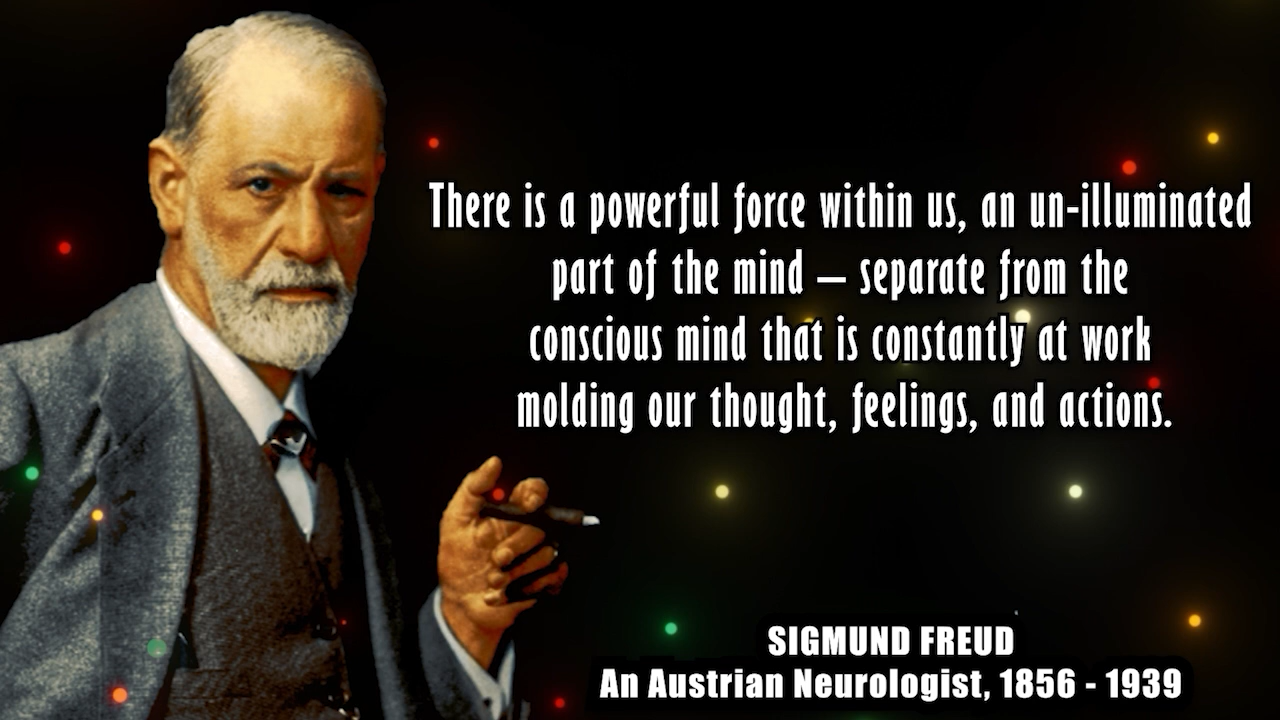 There is a powerful force within us, an un-illuminated
part of the mind – separate from the
conscious mind that is constantly at work
molding our thought, feelings, and actions.
SIGMUND FREUD
An Austrian Neurologist, 1856 - 1939